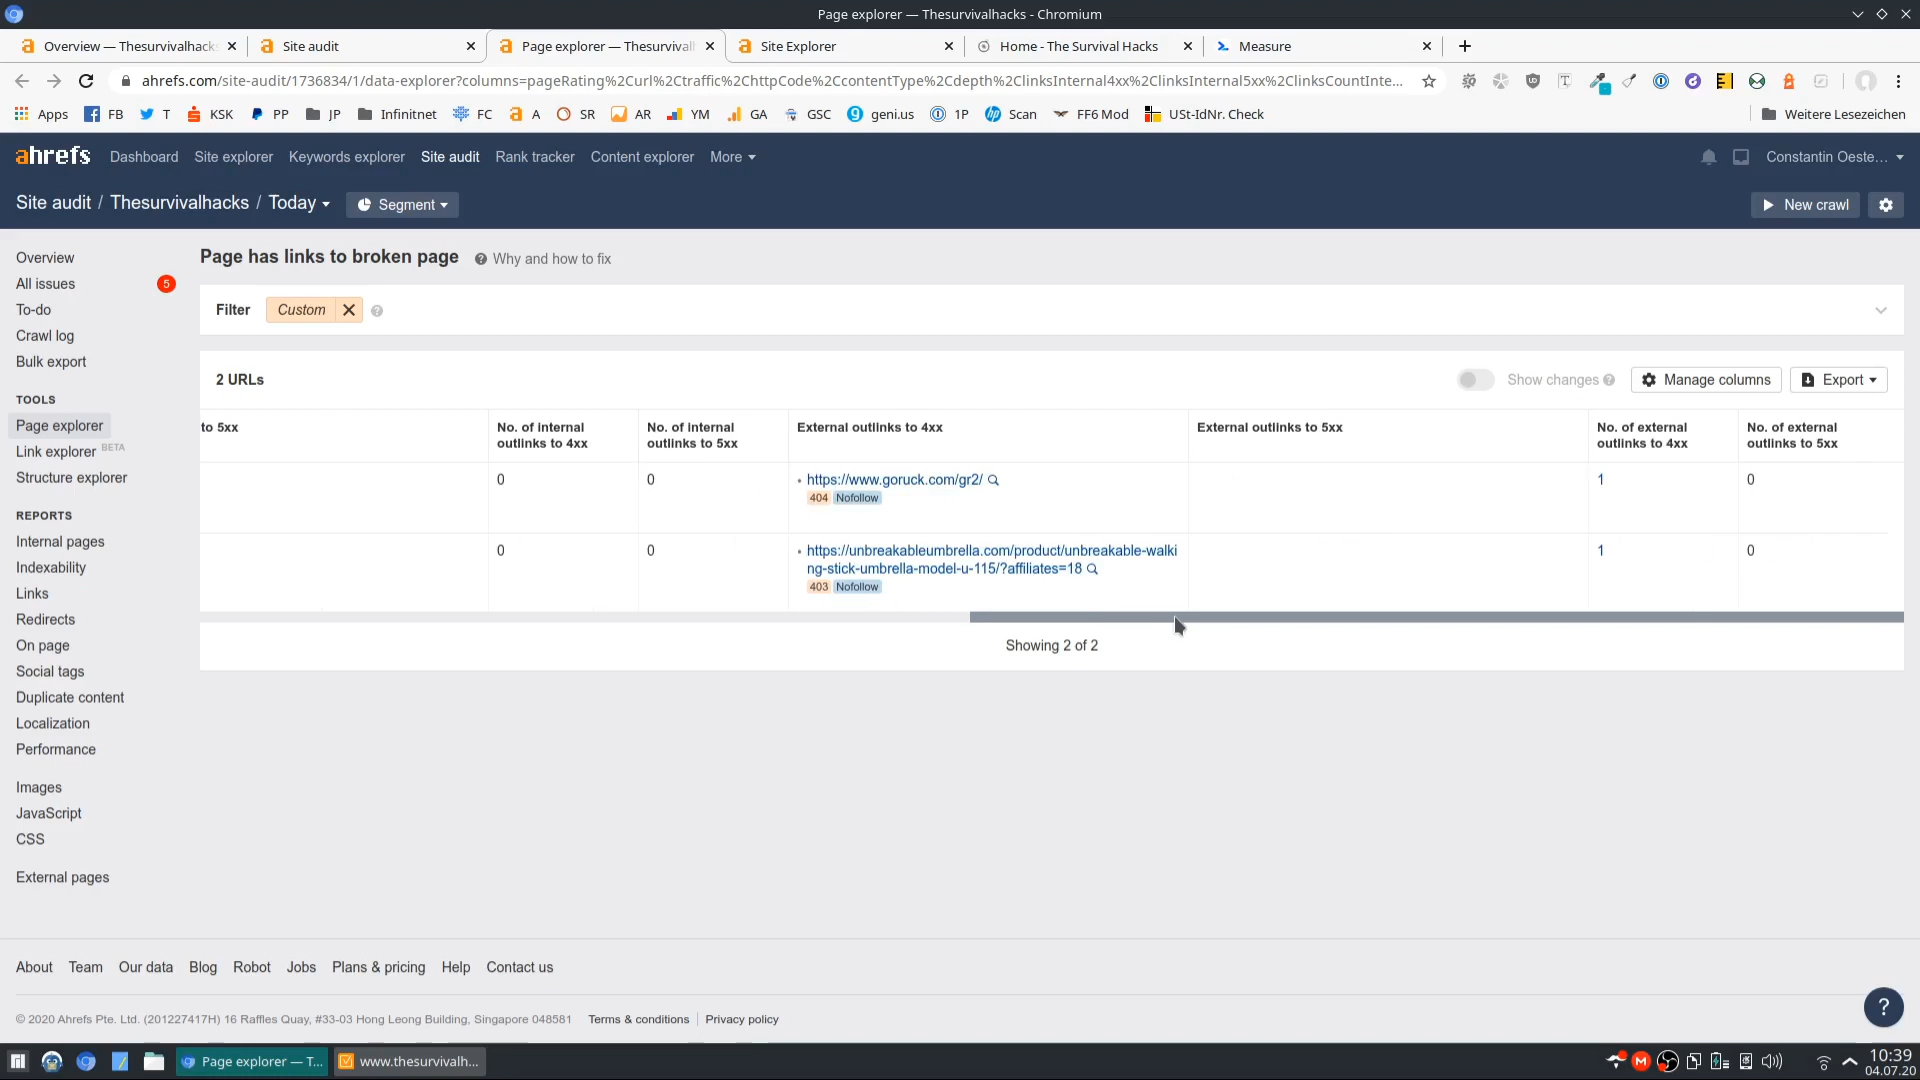 Page explorer — Thesurvivalhacks - Chromium
Overview — Thesurvivalhack
Site audit
Page explorer — Thesurvival
Site Explorer
Home - The Survival Hacks
Measure
ahrefs.com/site-audit/1736834/1/data-explorer?columns=pageRating%2Curl%2Ctraffic%2ChttpCode%2CcontentType%2Cdepth%2ClinksInternal4xx%2ClinksInternal5xx%2ClinksCountInte...
Apps FB T KSK PP JP Infinitnet FC A SR AR YM GA GSC geni.us 1P Scan FF6 Mod USt-IdNr. Check Weitere Lesezeichen
ahrefs Dashboard Site explorer Keywords explorer Site audit Rank tracker Content explorer More Constantin Oeste...
Site audit / Thesurvivalhacks / Today Segment New crawl
Overview
All issues 5
To-do
Crawl log
Bulk export
TOOLS
Page explorer
Link explorer BETA
Structure explorer
REPORTS
Internal pages
Indexability
Links
Redirects
On page
Social tags
Duplicate content
Localization
Performance
Images
JavaScript
CSS
External pages
Page has links to broken page ? Why and how to fix
Filter Custom ?
2 URLs Show changes ? Manage columns Export
to 5xx
No. of internal
outlinks to 4xx
No. of internal
outlinks to 5xx
External outlinks to 4xx
External outlinks to 5xx
No. of external
outlinks to 4xx
No. of external
outlinks to 5xx
0 0 https://www.goruck.com/gr2/ 1 0
404 Nofollow
0 0 https://unbreakableumbrella.com/product/unbreakable-walki 1 0
ng-stick-umbrella-model-u-115/?affiliates=18
403 Nofollow
Showing 2 of 2
About Team Our data Blog Robot Jobs Plans & pricing Help Contact us
© 2020 Ahrefs Pte. Ltd. (201227417H) 16 Raffles Quay, #33-03 Hong Leong Building, Singapore 048581 Terms & conditions Privacy policy
?
Page explorer — T... www.thesurvivalh...
10:39
04.07.20